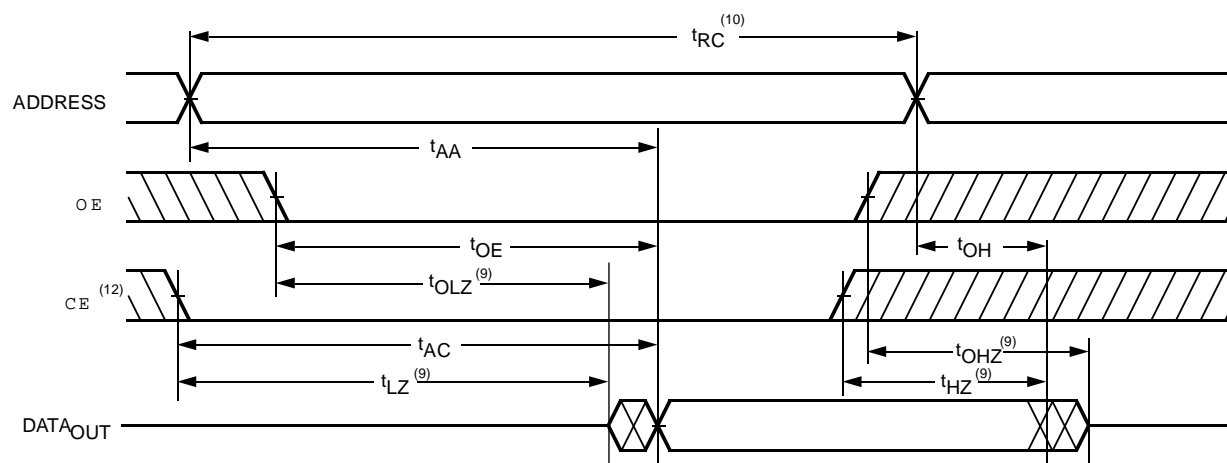 tRC(10)
ADDRESS
tAA
OE
tOE
tOH
tOLZ(9)
CE (12)
tAC
tOHZ(9)
tLZ(9)
tHZ(9)
DATAOUT